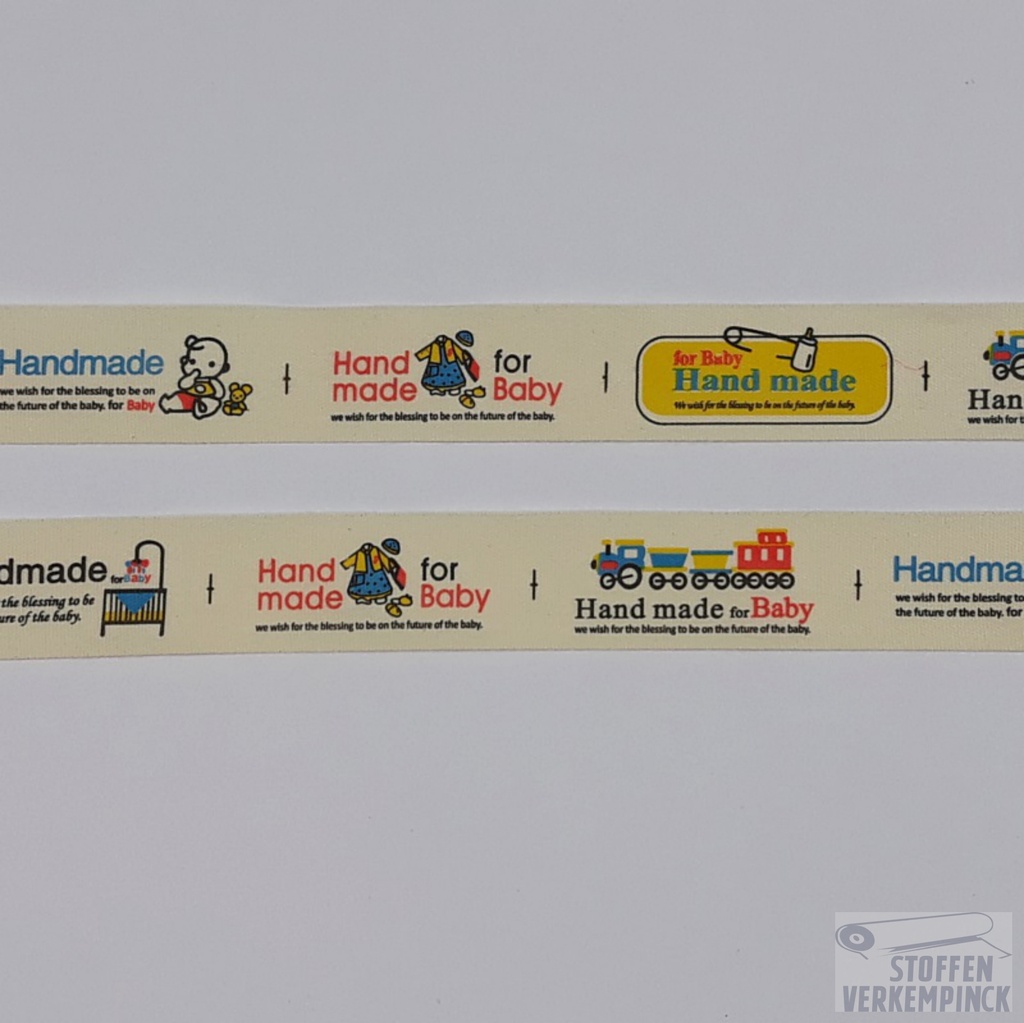 Handmade
we wish for the blessing to be on
the future of the baby. for Baby
Hand for
made Baby
we wish for the blessing to be on the future of the baby.
for Baby
Hand made
We wish for the blessing to be on the future of the baby.
Han
we wish for t
dmade for Baby
the blessing to be
ure of the baby.
Hand for
made Baby
we wish for the blessing to be on the future of the baby.
Hand made for Baby
we wish for the blessing to be on the future of the baby.
Handma
we wish for the blessing to
the future of the baby. for
STOFFEN
VERKEMPINCK